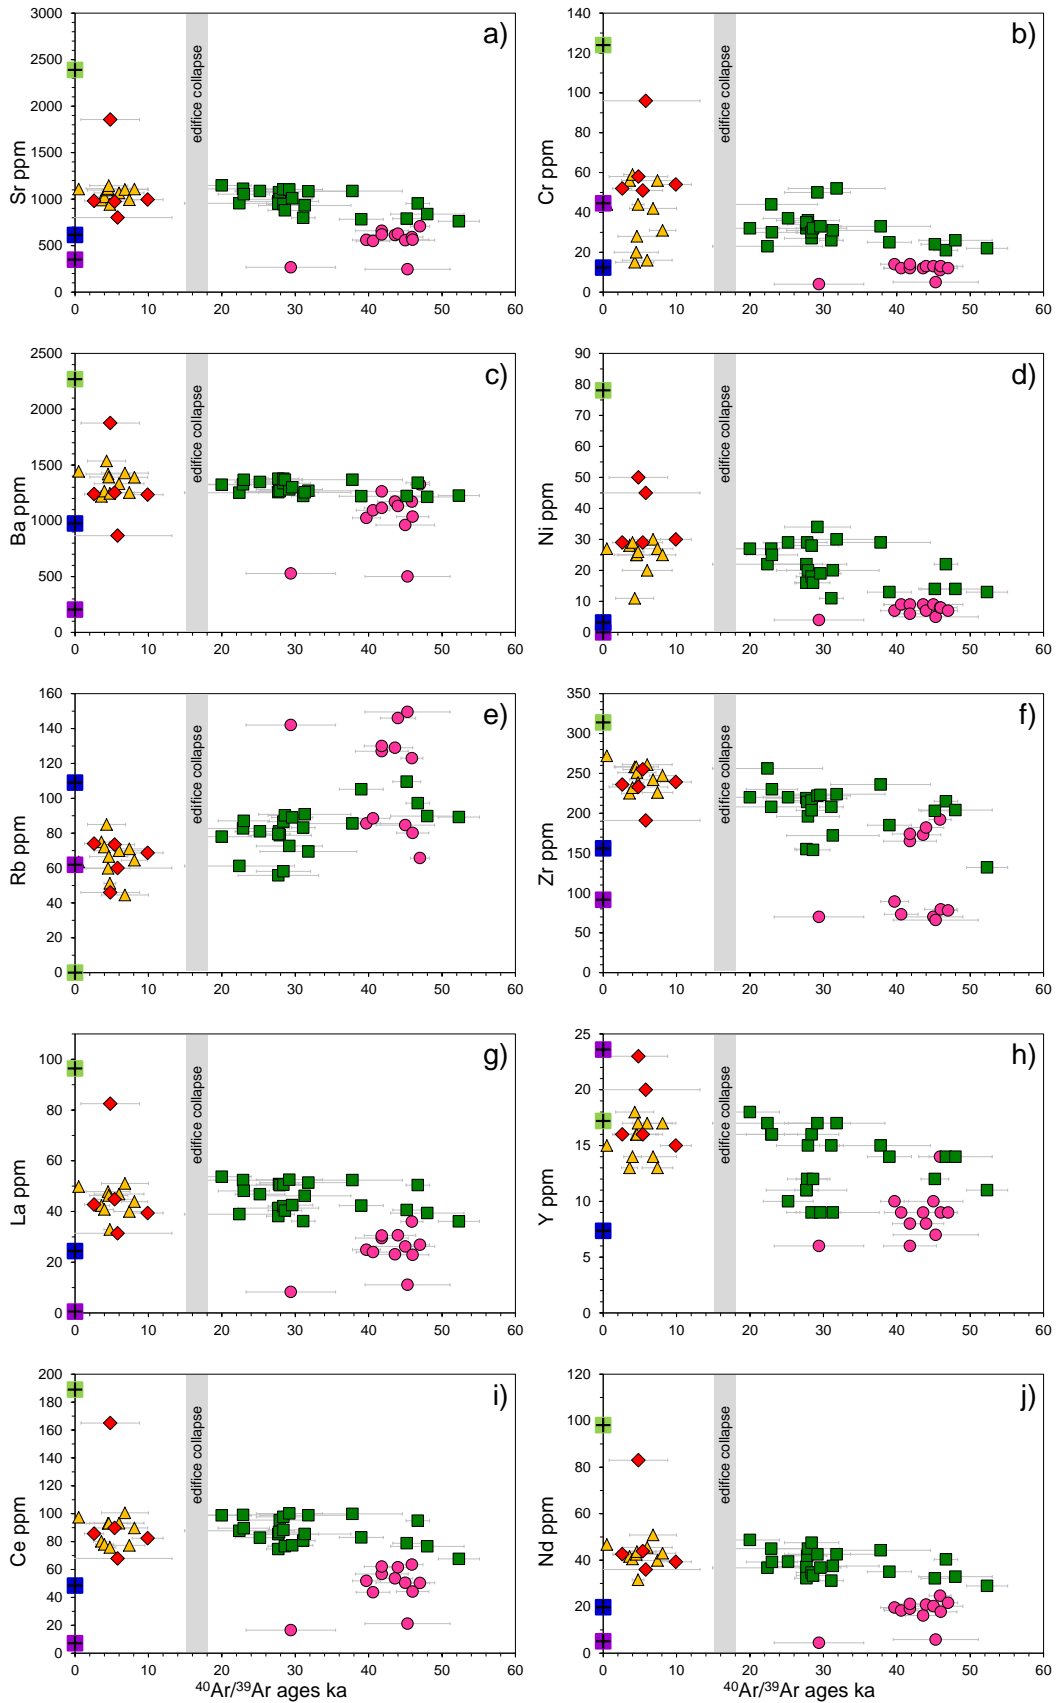 a)
Sr ppm
3000
2500
2000
1500
1000
500
0
edifice collapse
0 10 20 30 40 50 60
b)
Cr ppm
140
120
100
80
60
40
20
0
edifice collapse
0 10 20 30 40 50 60
c)
Ba ppm
2500
2000
1500
1000
500
0
edifice collapse
0 10 20 30 40 50 60
d)
Ni ppm
90
80
70
60
50
40
30
20
10
0
edifice collapse
0 10 20 30 40 50 60
e)
Rb ppm
160
140
120
100
80
60
40
20
0
edifice collapse
0 10 20 30 40 50 60
f)
Zr ppm
350
300
250
200
150
100
50
0
edifice collapse
0 10 20 30 40 50 60
g)
La ppm
100
80
60
40
20
0
edifice collapse
0 10 20 30 40 50 60
h)
Y ppm
25
20
15
10
5
0
edifice collapse
0 10 20 30 40 50 60
i)
Ce ppm
200
180
160
140
120
100
80
60
40
20
0
edifice collapse
0 10 20 30 40 50 60
⁴⁰Ar/³⁹Ar ages ka
j)
Nd ppm
120
100
80
60
40
20
0
edifice collapse
0 10 20 30 40 50 60
⁴⁰Ar/³⁹Ar ages ka